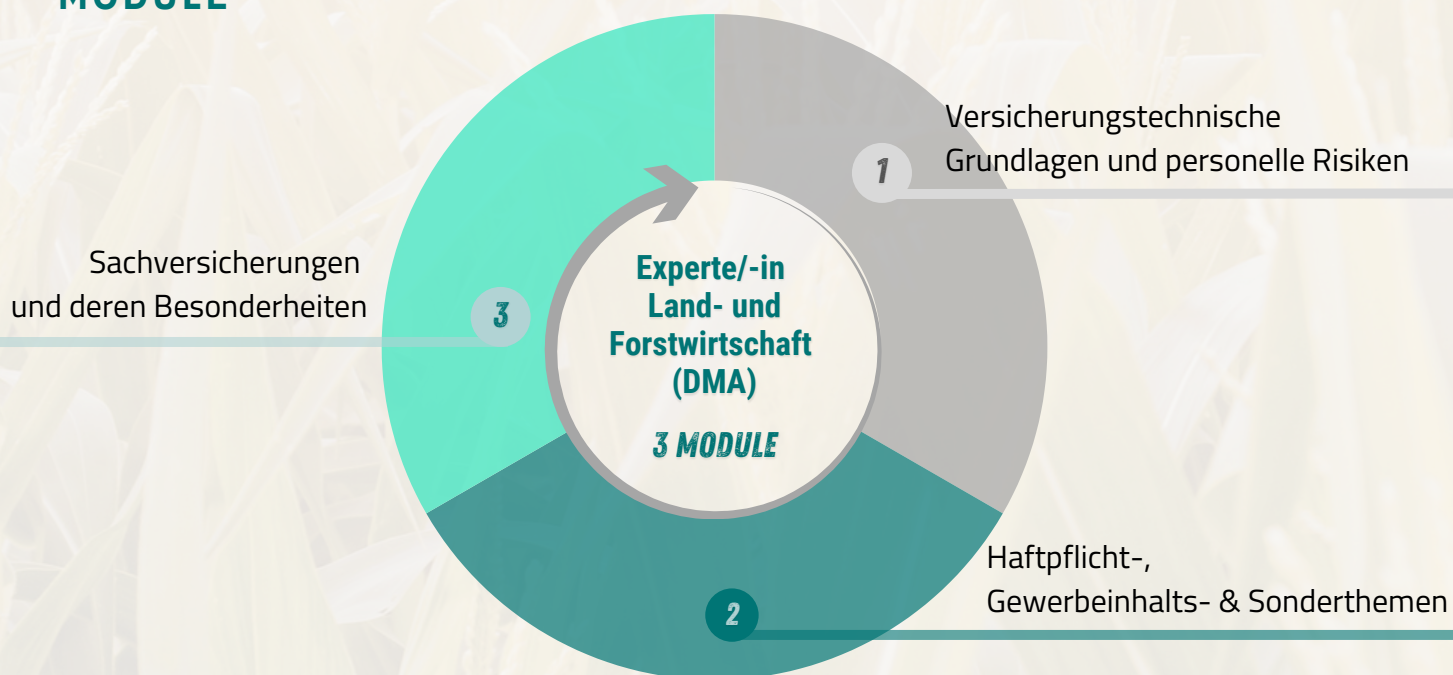 MODULE
1
Versicherungstechnische
Grundlagen und personelle Risiken
Sachversicherungen
und deren Besonderheiten
3
Experte/-in
Land- und
Forstwirtschaft
(DMA)
3 MODULE
Haftpflicht-,
Gewerbeinhalts- & Sonderthemen
2